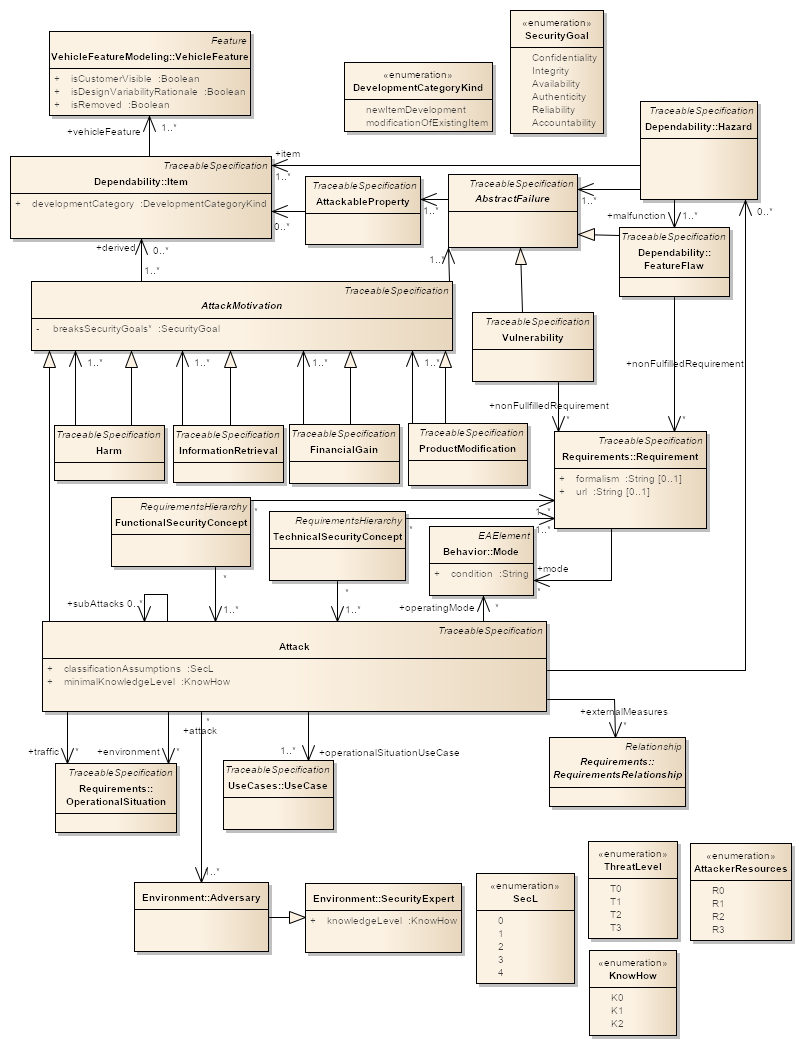 «enumeration»
SecurityGoal
Confidentiality
Integrity
Availability
Authenticity
Reliability
Accountability
Feature
VehicleFeatureModeling::VehicleFeature
+ isCustomerVisible :Boolean
+ isDesignVariabilityRationale :Boolean
+ isRemoved :Boolean
«enumeration»
DevelopmentCategoryKind
newItemDevelopment
modificationOfExistingItem
TraceableSpecification
Dependability::Hazard
+vehicleFeature
1..*
+item
1..*
TraceableSpecification
Dependability::Item
+ developmentCategory :DevelopmentCategoryKind
TraceableSpecification
AttackableProperty
0..*
TraceableSpecification
AbstractFailure
1..*
1..*
+malfunction
1..*
0..*
TraceableSpecification
Dependability::
FeatureFlaw
+derived
0..*
1..*
1..*
TraceableSpecification
AttackMotivation
- breaksSecurityGoals* :SecurityGoal
TraceableSpecification
Vulnerability
1..*
1..*
1..*
1..*
+nonFulfilledRequirement
*
+nonFullfilledRequirement
*
TraceableSpecification
Harm
TraceableSpecification
InformationRetrieval
TraceableSpecification
FinancialGain
TraceableSpecification
ProductModification
TraceableSpecification
Requirements::Requirement
+ formalism :String [0..1]
+ url :String [0..1]
RequirementsHierarchy
FunctionalSecurityConcept
*
1..*
RequirementsHierarchy
TechnicalSecurityConcept
*
1..*
EAElement
Behavior::Mode
+ condition :String
+mode
*
*
1..*
*
1..*
+subAttacks 0..*
+operatingMode
*
TraceableSpecification
Attack
+ classificationAssumptions :SecL
+ minimalKnowledgeLevel :KnowHow
+traffic
*
+environment
*
*
+attack
1..*
+operationalSituationUseCase
+externalMeasures
*
TraceableSpecification
Requirements::
OperationalSituation
TraceableSpecification
UseCases::UseCase
Relationship
Requirements::
RequirementsRelationship
1..*
Environment::Adversary
Environment::SecurityExpert
+ knowledgeLevel :KnowHow
«enumeration»
SecL
0
1
2
3
4
«enumeration»
ThreatLevel
T0
T1
T2
T3
«enumeration»
AttackerResources
R0
R1
R2
R3
«enumeration»
KnowHow
K0
K1
K2